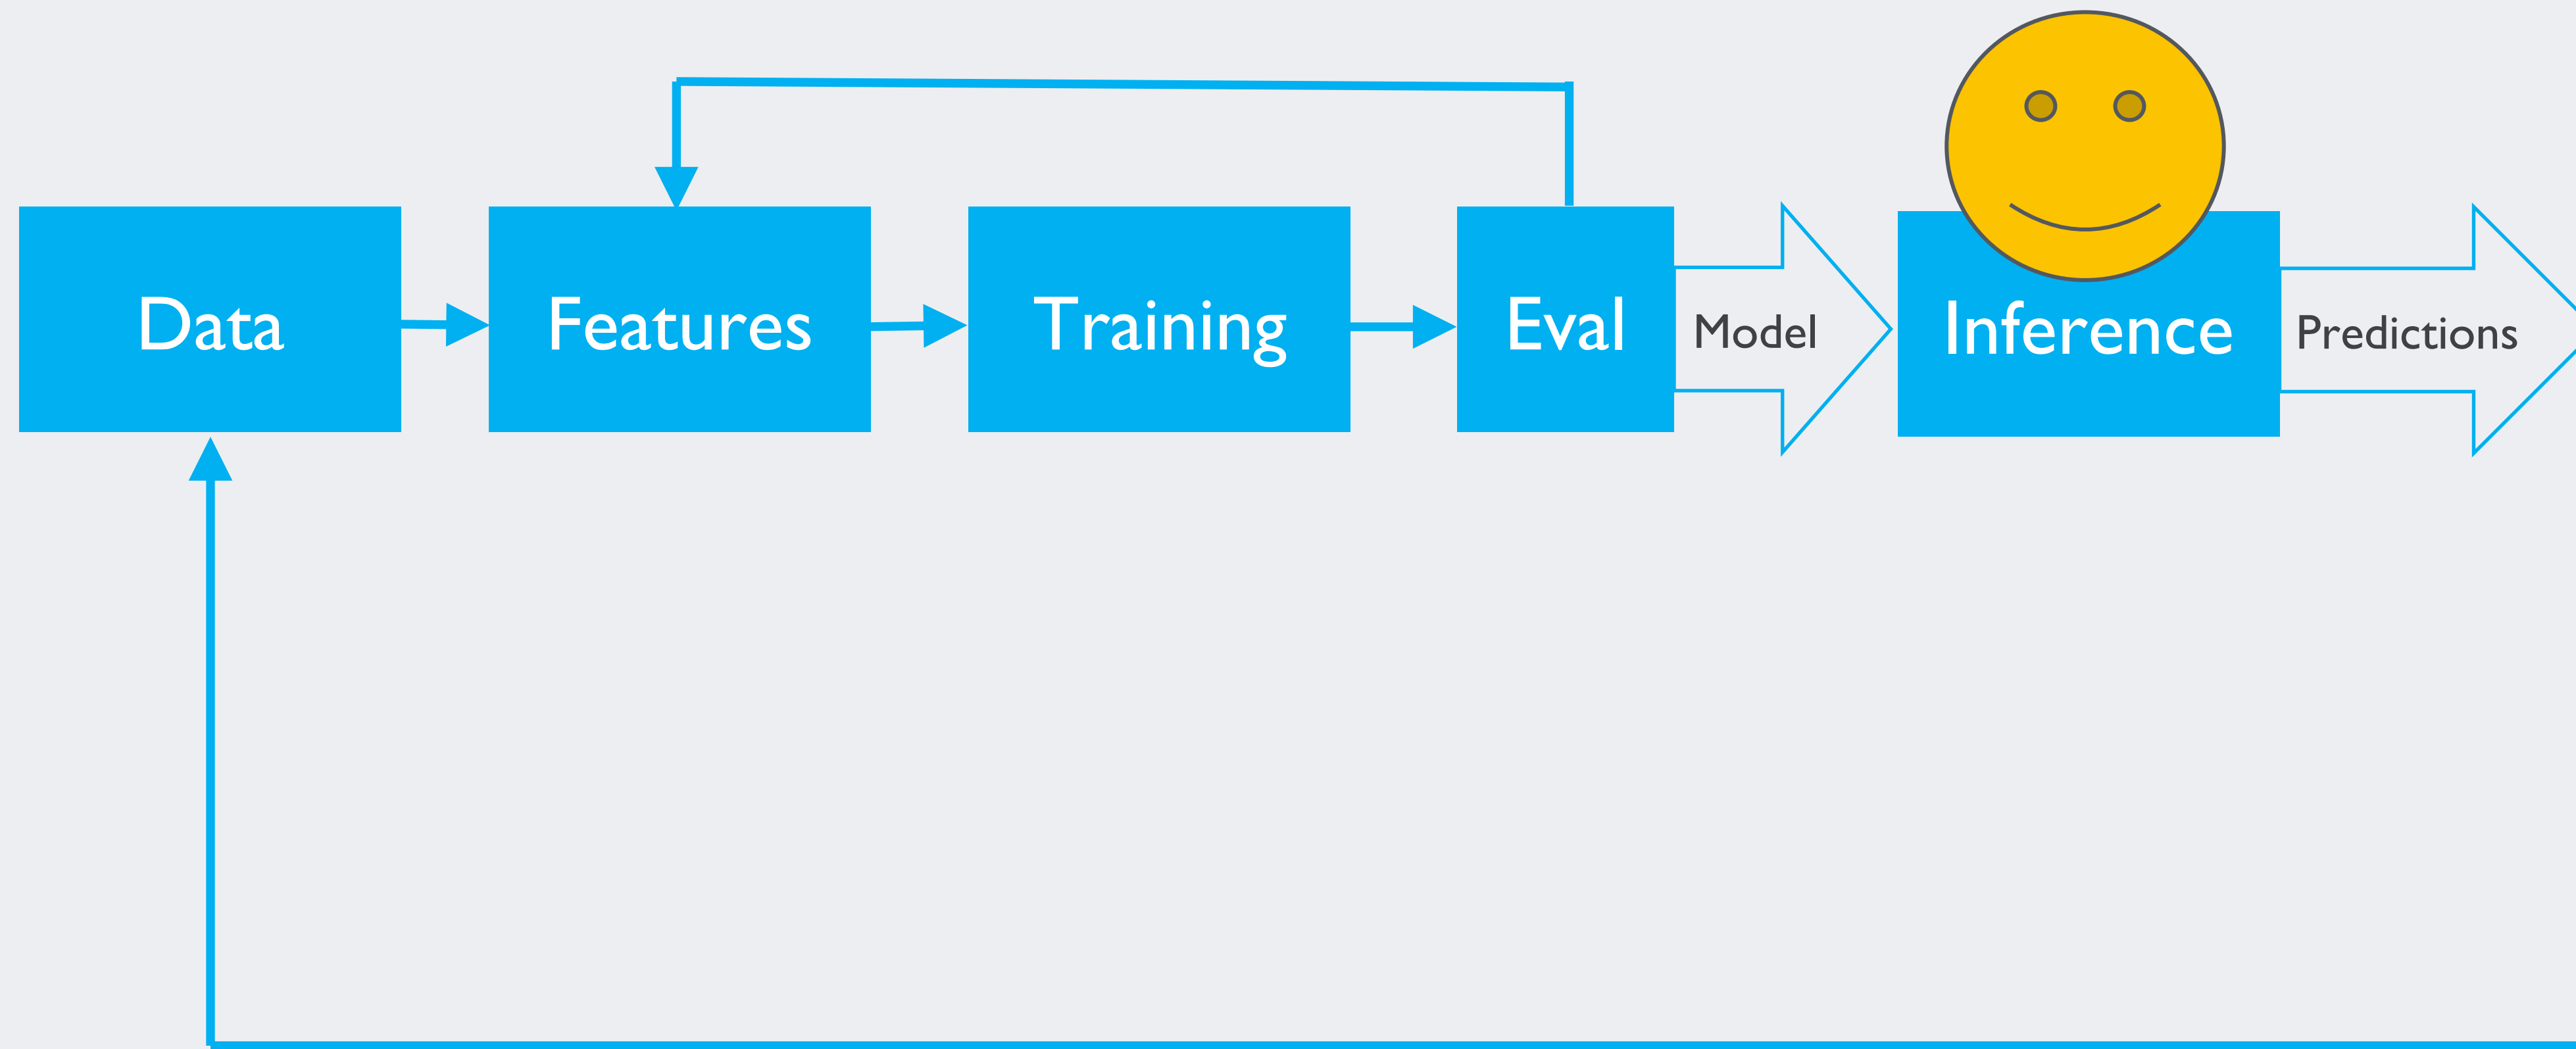 Data
Features
Training
Eval
Model
Inference
Predictions